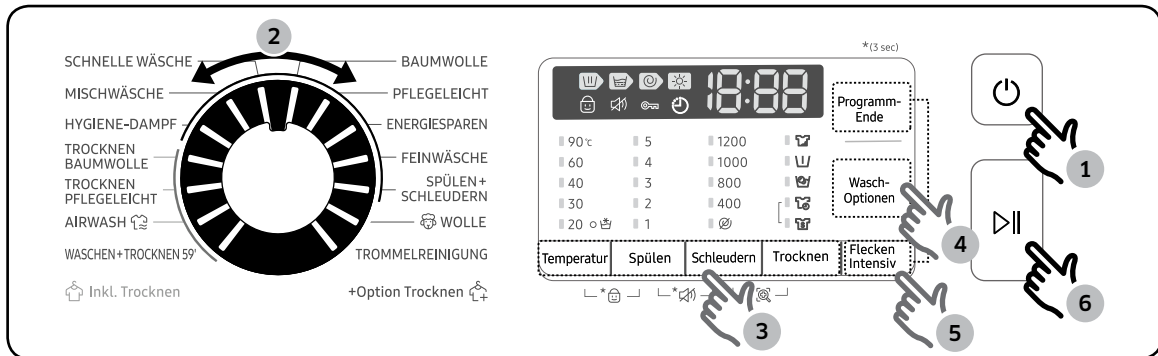 2
SCHNELLE WÄSCHE
MISCHWÄSCHE
HYGIENE-DAMPF
TROCKNEN
BAUMWOLLE
TROCKNEN
PFLEGELEICHT
AIRWASH
WASCHEN+TROCKNEN 59'
Inkl. Trocknen
BAUMWOLLE
PFLEGELEICHT
ENERGIESPAREN
FEINWÄSCHE
SPÜLEN+
SCHLEUDERN
WOLLE
TROMMELREINIGUNG
+Option Trocknen
*(3 sec)
18:88
90℃ 5 1200
60 4 1000
40 3 800
30 2 400
20 1
Temperatur Spülen Schleudern Trocknen
Flecken
Intensiv
Programm-
Ende
Wasch-
Optionen
*
*
3
4
5
1
6